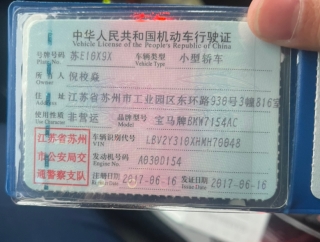 中华人民共和国机动车行驶证
Vehicle License of the People's Republic of China
号牌号码 苏E10X9X 车辆类型 小型轿车
Plate No. Vehicle Type
所有人 倪梭焱
Owner
住址 江苏省苏州市工业园区东环路930号3幢816室
Address
使用性质 非营运 品牌型号 宝马牌BMW7154AC
Use Character Model
江苏省苏州市公安局交通警察支队
车辆识别代号 LBV2Y310XHMH70048
VIN
发动机号码 A0300154
Engine No.
注册日期 2017-06-16 发证日期 2017-06-16
Register Date Issue Date